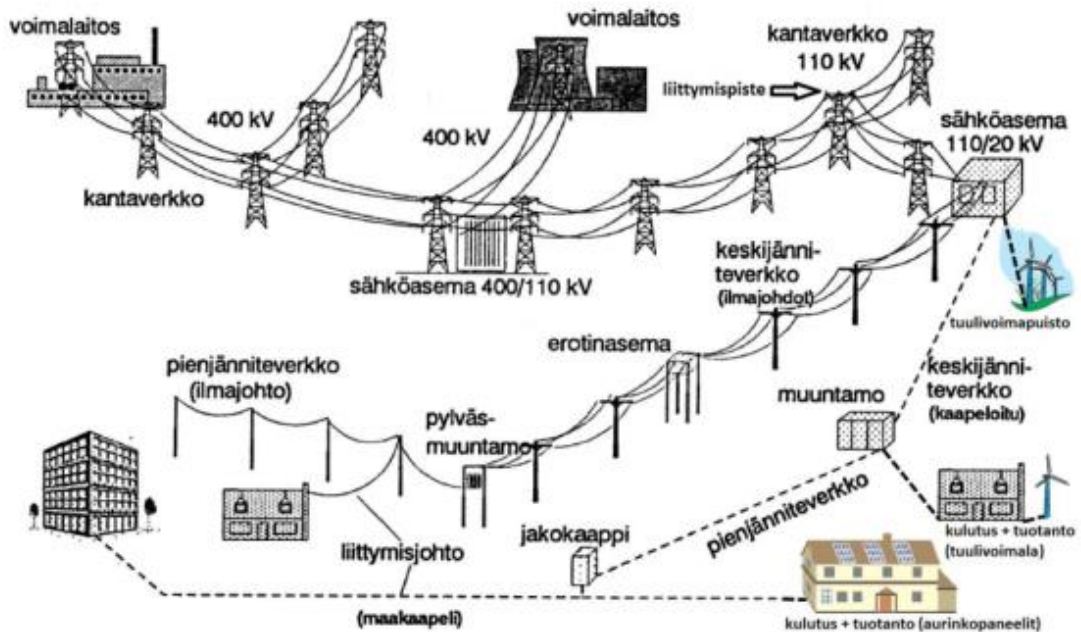 voimalaitos
voimalaitos
kantaverkko
110 kV
liittymispiste
sähköasema
110/20 kV
400 kV
400 kV
kantaverkko
sähköasema 400/110 kV
keskijänni-
teverkko
(ilmajohdot)
tuulivoimapuisto
erotinasema
pienjänniteverkko
(ilmajohto)
muuntamo
keskijänni-
teverkko
(kaapeloitu)
pylväs-
muuntamo
pienjänniteverkko
jakokaappi
liittymisjohto
kulutus + tuotanto
(tuulivoimala)
(maakaapeli)
kulutus + tuotanto (aurinkopaneelit)